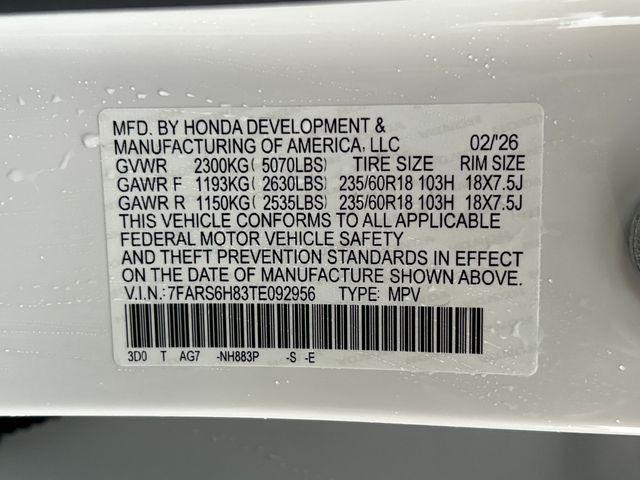 MFD. BY HONDA DEVELOPMENT &
MANUFACTURING OF AMERICA, LLC 02/'26
GVWR 2300KG( 5070LBS) TIRE SIZE RIM SIZE
GAWR F 1193KG( 2630LBS) 235/60R18 103H 18X7.5J
GAWR R 1150KG( 2535LBS) 235/60R18 103H 18X7.5J
THIS VEHICLE CONFORMS TO ALL APPLICABLE
FEDERAL MOTOR VEHICLE SAFETY
AND THEFT PREVENTION STANDARDS IN EFFECT
ON THE DATE OF MANUFACTURE SHOWN ABOVE.
V.I.N.:7FARS6H83TE092956 TYPE: MPV
3D0 T AG7 -NH883P -S -E